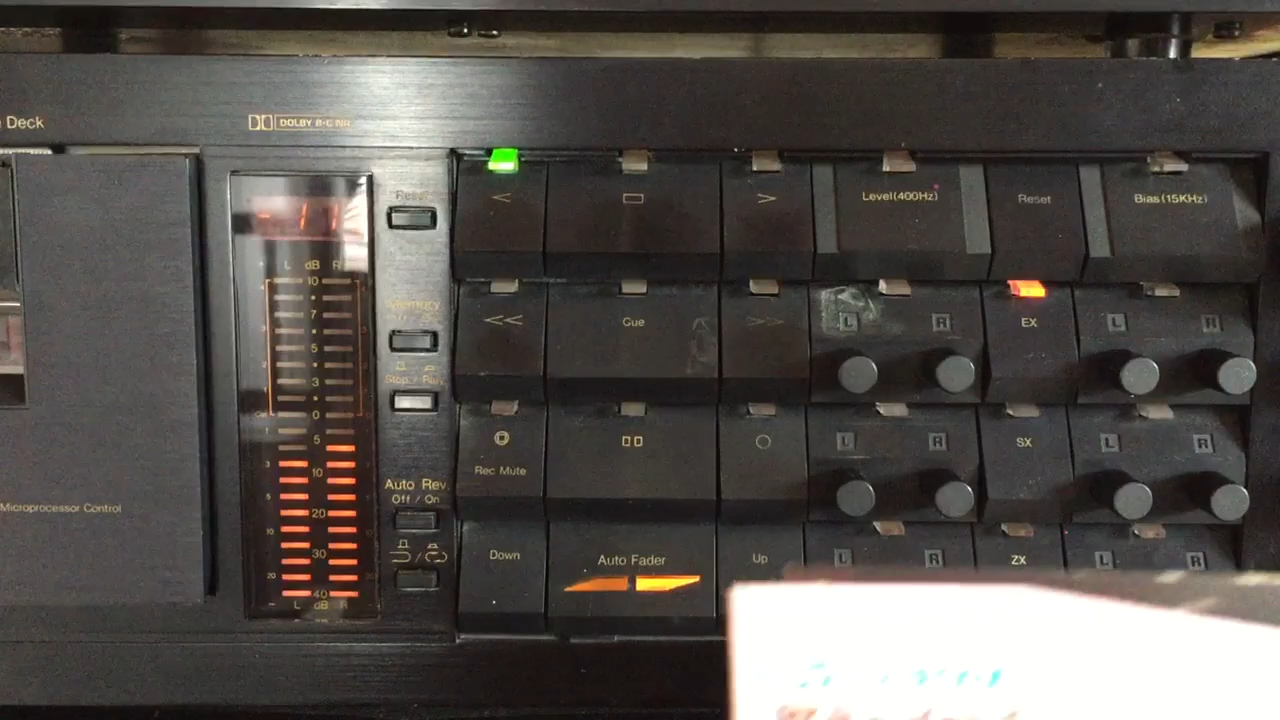 Deck
DOLBY B-C NR
Reset
< □ >
Level(400Hz) Reset Bias(15KHz)
L dB R
10
7
5
3
0
5
10
20
30
40
L dB R
Memory
Stop / Play
<< Cue >>
L R EX L R
L R SX L R
Rec Mute
Auto Rev.
Off / On
Microprocessor Control
Down Auto Fader Up
L R ZX L R